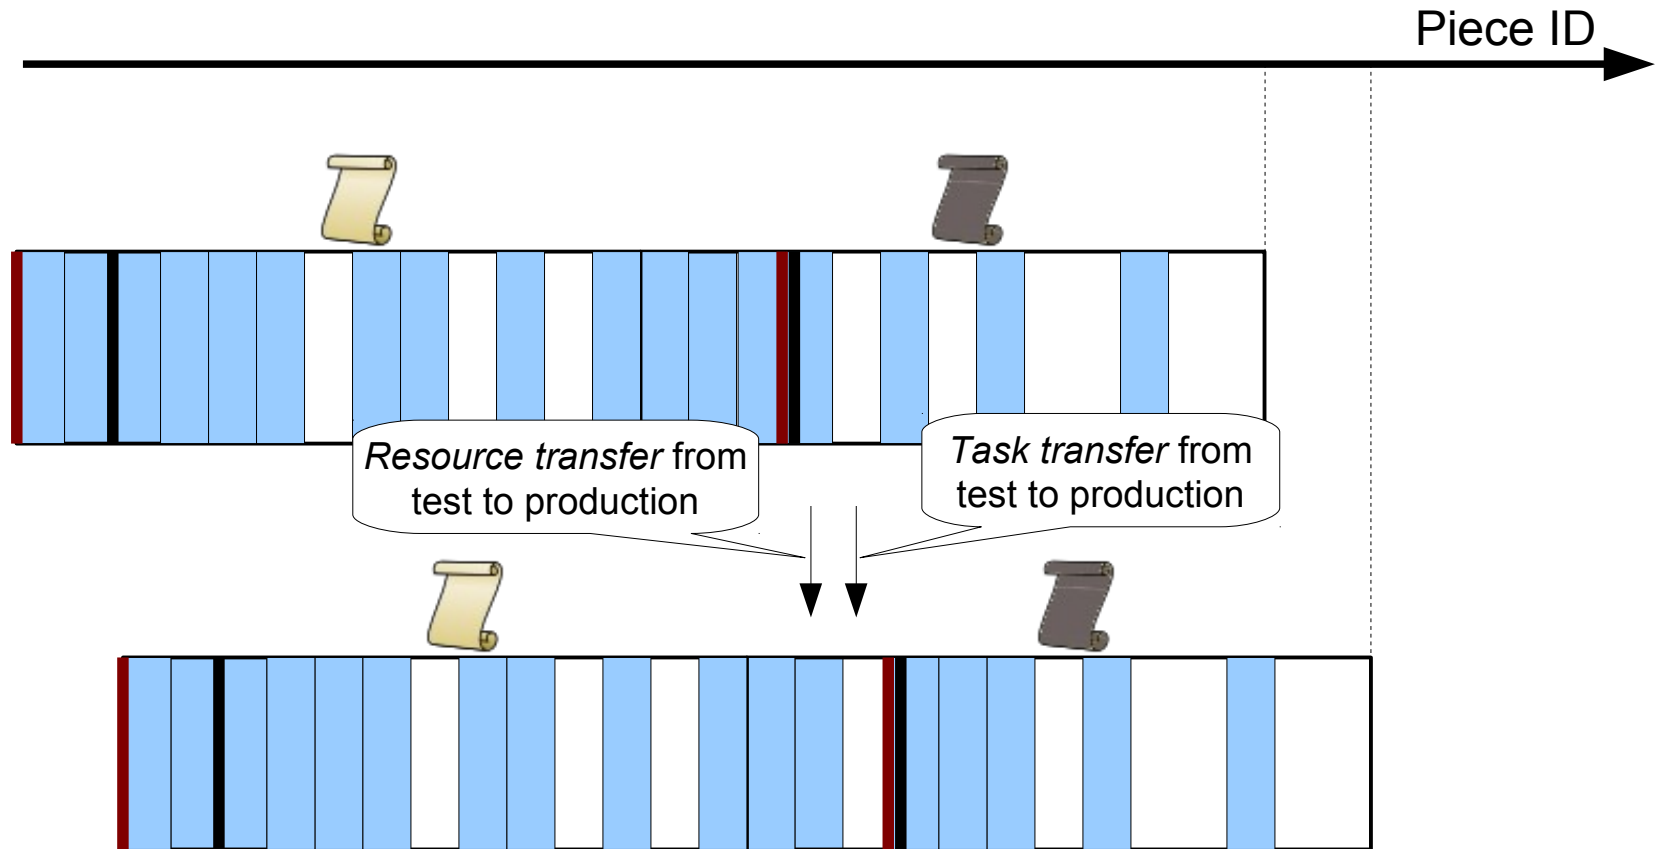 Piece ID
Resource transfer from
test to production
Task transfer from
test to production